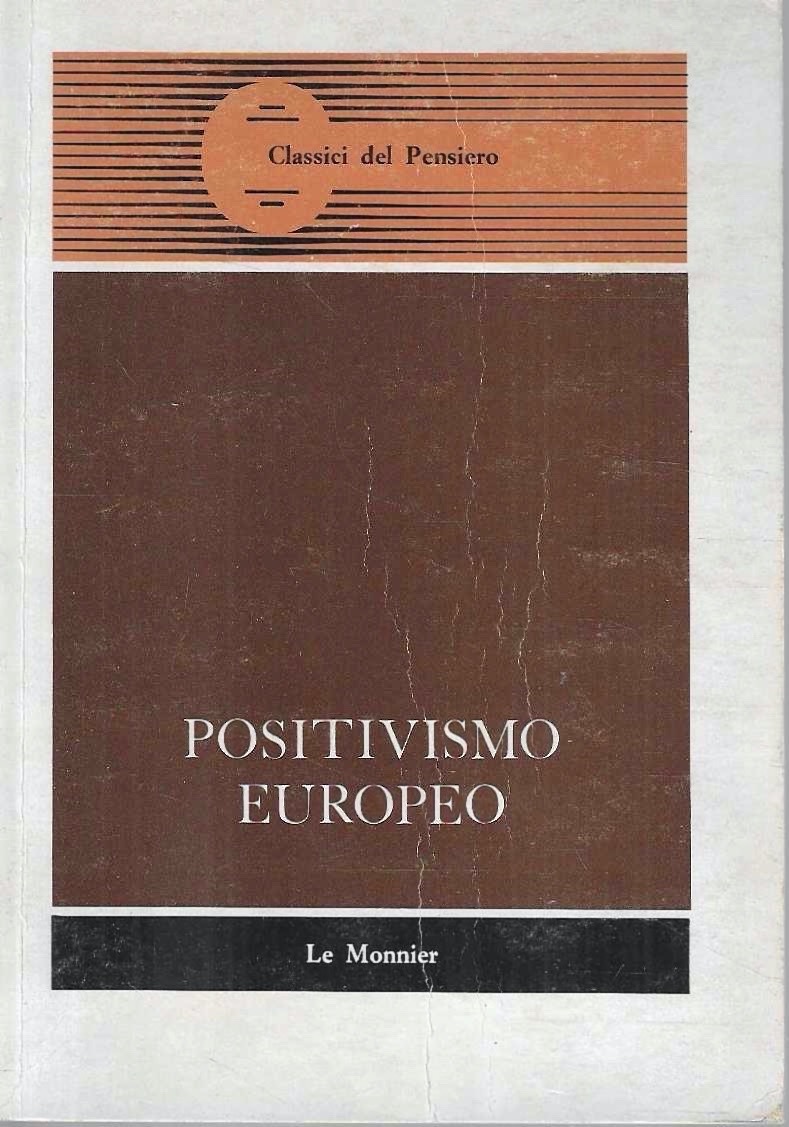 Classici del Pensiero
POSITIVISMO
EUROPEO
Le Monnier